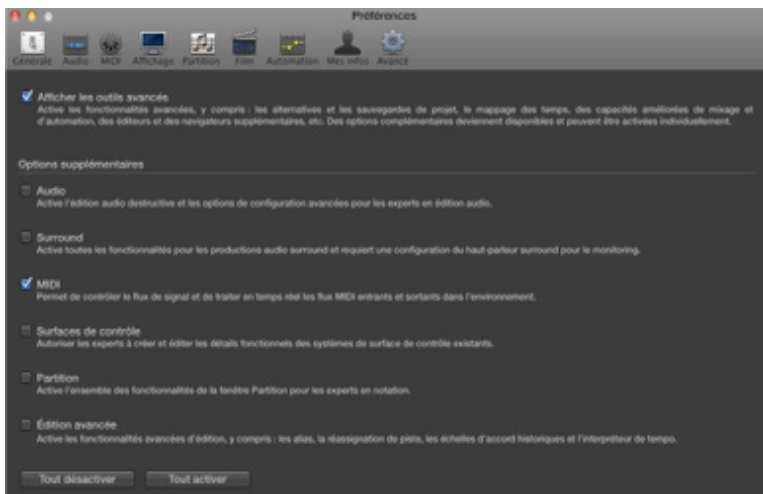 Préférences
Générale Audio MIDI Affichage Partition Film Automation Mes infos Avancé
Afficher les outils avancés
Active les fonctionnalités avancées, y compris : les alternatives et les sauvegardes de projet, le mappage des temps, des capacités améliorées de mixage et
d'automation, des éditeurs et des navigateurs supplémentaires, etc. Des options complémentaires deviennent disponibles et peuvent être activées individuellement.
Options supplémentaires
Audio
Active l'édition audio destructive et les options de configuration avancées pour les experts en édition audio.
Surround
Active toutes les fonctionnalités pour les productions audio surround et requiert une configuration du haut-parleur surround pour le monitoring.
MIDI
Permet de contrôler le flux de signal et de traiter en temps réel les flux MIDI entrants et sortants dans l'environnement.
Surfaces de contrôle
Autoriser les experts à créer et éditer les détails fonctionnels des systèmes de surface de contrôle existants.
Partition
Active l'ensemble des fonctionnalités de la fenêtre Partition pour les experts en notation.
Édition avancée
Active les fonctionnalités avancées d'édition, y compris : les alias, la réassignation de piste, les échelles d'accord historiques et l'interpréteur de tempo.
Tout désactiver Tout activer